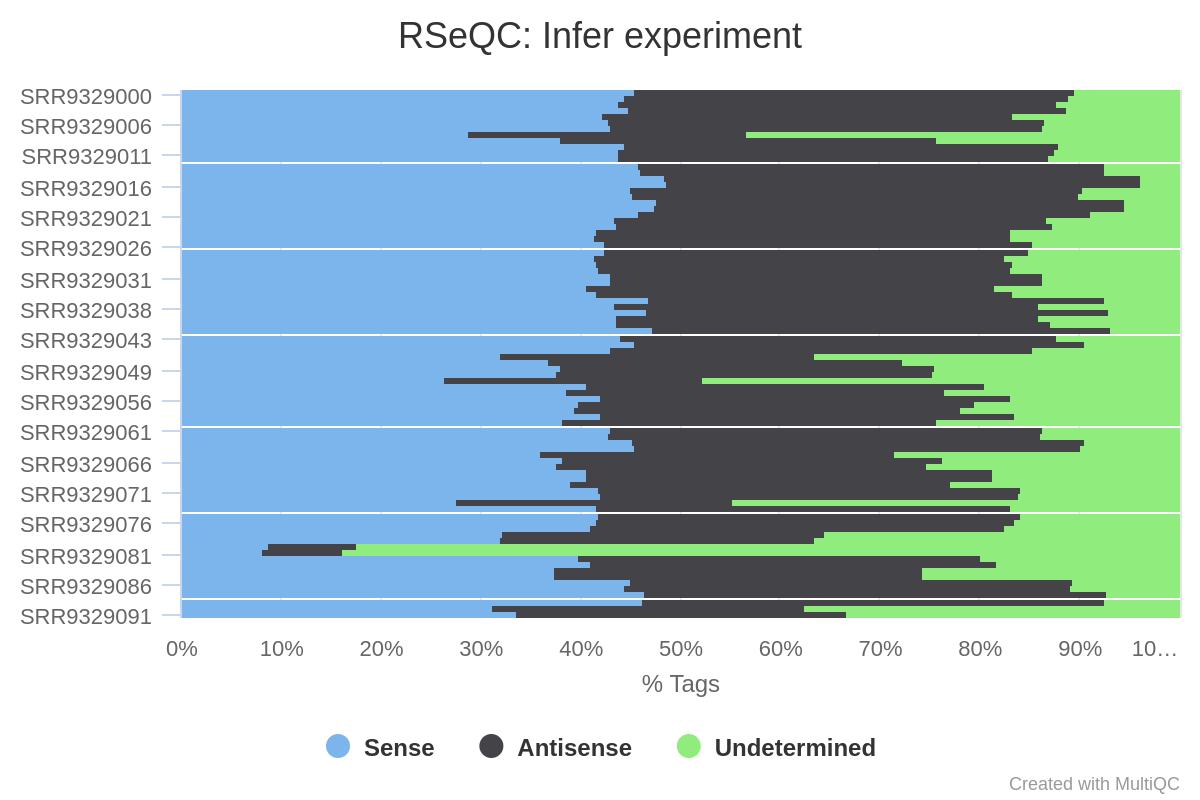 RSeQC: Infer experiment
SRR9329000
SRR9329006
SRR9329011
SRR9329016
SRR9329021
SRR9329026
SRR9329031
SRR9329038
SRR9329043
SRR9329049
SRR9329056
SRR9329061
SRR9329066
SRR9329071
SRR9329076
SRR9329081
SRR9329086
SRR9329091
0% 10% 20% 30% 40% 50% 60% 70% 80% 90% 10…
% Tags
Sense Antisense Undetermined
Created with MultiQC